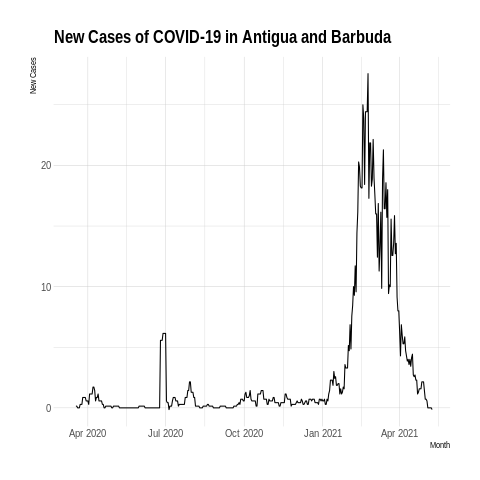 New Cases of COVID-19 in Antigua and Barbuda
New Cases
20
10
0
Apr 2020 Jul 2020 Oct 2020 Jan 2021 Apr 2021
Month